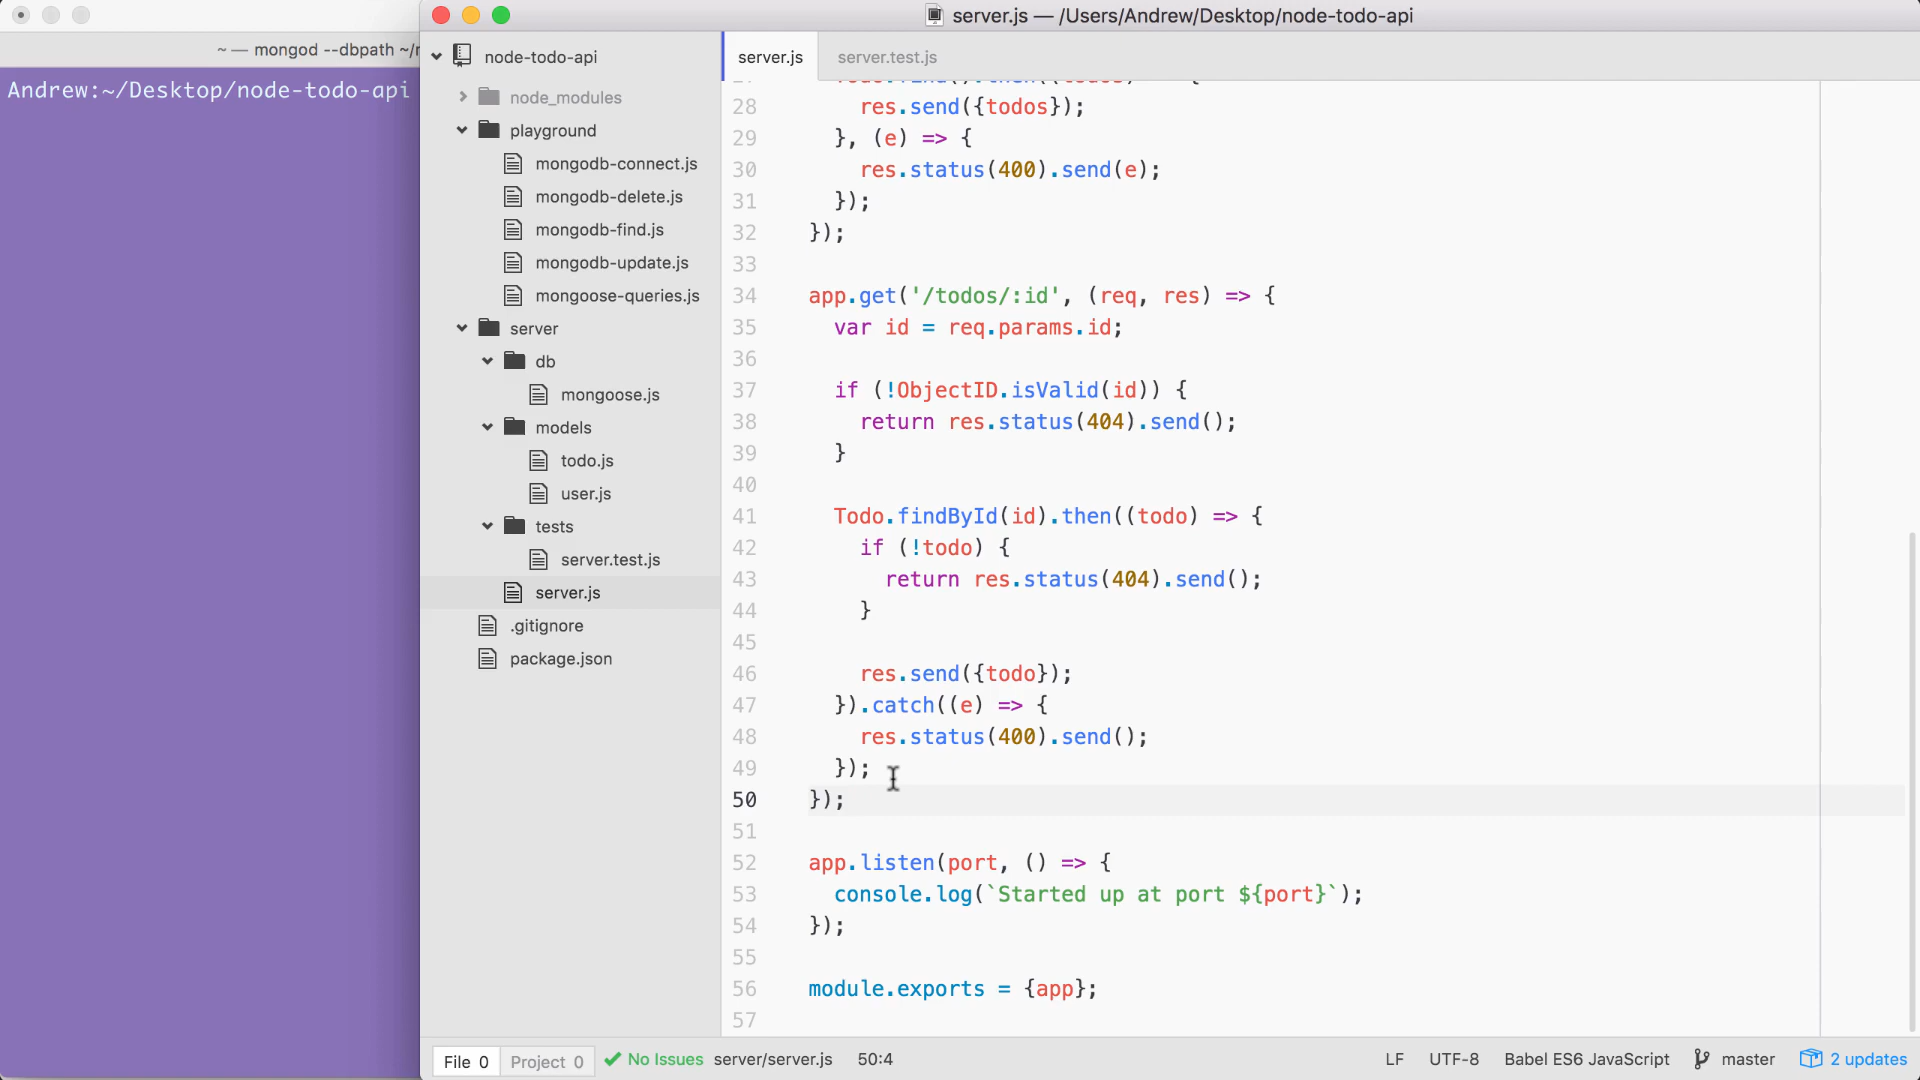 server.js — /Users/Andrew/Desktop/node-todo-api
~ — mongod --dbpath ~/
Andrew:~/Desktop/node-todo-api
node-todo-api
node_modules
playground
mongodb-connect.js
mongodb-delete.js
mongodb-find.js
mongodb-update.js
mongoose-queries.js
server
db
mongoose.js
models
todo.js
user.js
tests
server.test.js
server.js
.gitignore
package.json
server.js
server.test.js
28 res.send({todos});
29 }, (e) => {
30 res.status(400).send(e);
31 });
32 });
33
34 app.get('/todos/:id', (req, res) => {
35 var id = req.params.id;
36
37 if (!ObjectID.isValid(id)) {
38 return res.status(404).send();
39 }
40
41 Todo.findById(id).then((todo) => {
42 if (!todo) {
43 return res.status(404).send();
44 }
45
46 res.send({todo});
47 }).catch((e) => {
48 res.status(400).send();
49 });
50 });
51
52 app.listen(port, () => {
53 console.log(`Started up at port ${port}`);
54 });
55
56 module.exports = {app};
57
File 0 Project 0 No Issues server/server.js 50:4 LF UTF-8 Babel ES6 JavaScript master 2 updates